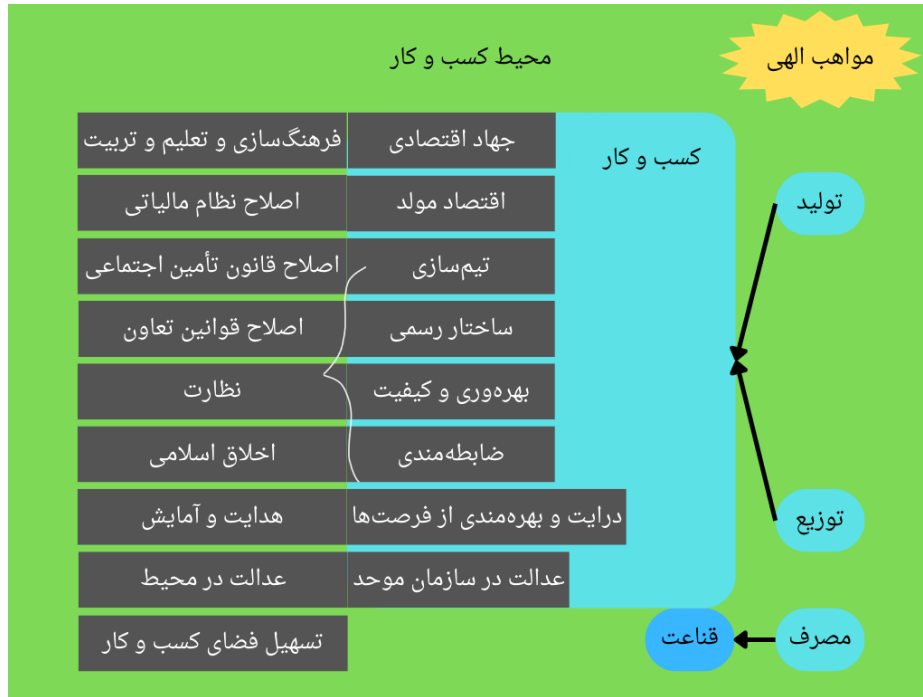 محیط کسب و کار
مواهب الهی
کسب و کار
تولید
توزیع
مصرف
قناعت
جهاد اقتصادی
فرهنگ‌سازی و تعلیم و تربیت
اقتصاد مولد
اصلاح نظام مالیاتی
تیم‌سازی
اصلاح قانون تأمین اجتماعی
ساختار رسمی
اصلاح قوانین تعاون
بهره‌وری و کیفیت
نظارت
ضابطه‌مندی
اخلاق اسلامی
درایت و بهره‌مندی از فرصت‌ها
هدایت و آمایش
عدالت در سازمان موحد
عدالت در محیط
تسهیل فضای کسب و کار